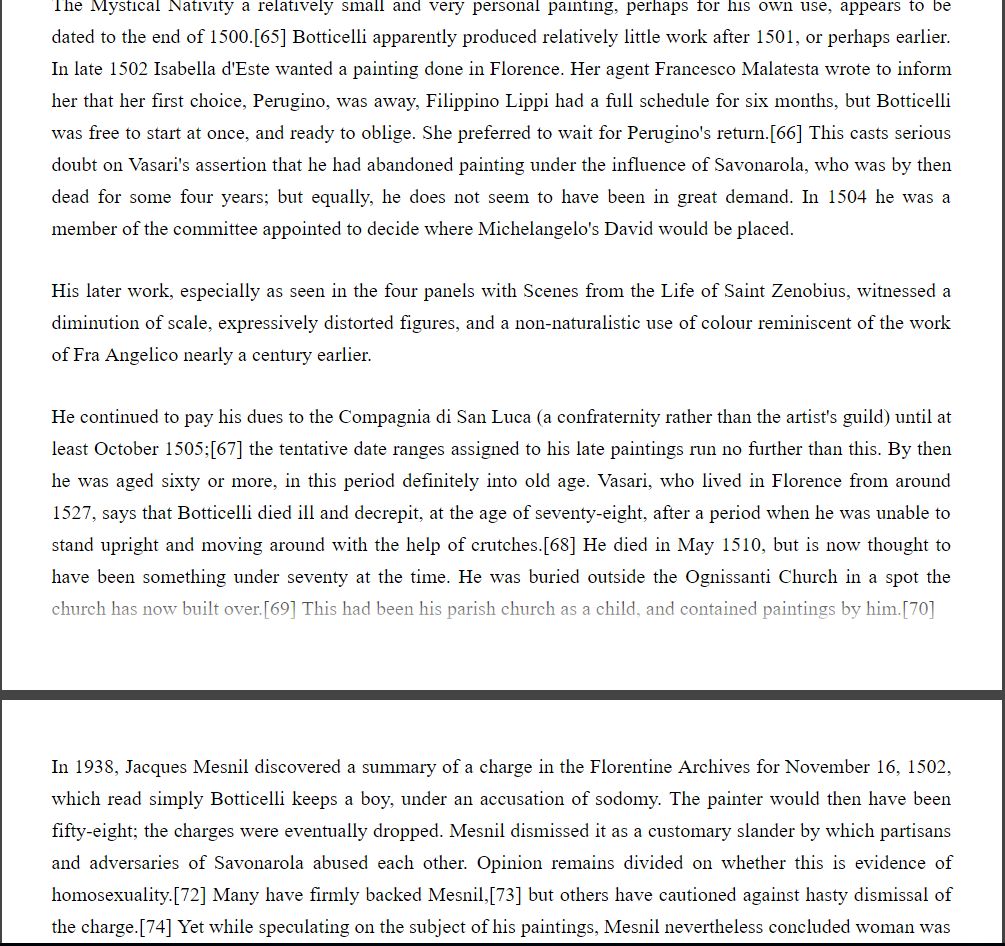 The Mystical Nativity a relatively small and very personal painting, perhaps for his own use, appears to be
dated to the end of 1500.[65] Botticelli apparently produced relatively little work after 1501, or perhaps earlier.
In late 1502 Isabella d'Este wanted a painting done in Florence. Her agent Francesco Malatesta wrote to inform
her that her first choice, Perugino, was away, Filippino Lippi had a full schedule for six months, but Botticelli
was free to start at once, and ready to oblige. She preferred to wait for Perugino's return.[66] This casts serious
doubt on Vasari's assertion that he had abandoned painting under the influence of Savonarola, who was by then
dead for some four years; but equally, he does not seem to have been in great demand. In 1504 he was a
member of the committee appointed to decide where Michelangelo's David would be placed.
His later work, especially as seen in the four panels with Scenes from the Life of Saint Zenobius, witnessed a
diminution of scale, expressively distorted figures, and a non-naturalistic use of colour reminiscent of the work
of Fra Angelico nearly a century earlier.
He continued to pay his dues to the Compagnia di San Luca (a confraternity rather than the artist's guild) until at
least October 1505;[67] the tentative date ranges assigned to his late paintings run no further than this. By then
he was aged sixty or more, in this period definitely into old age. Vasari, who lived in Florence from around
1527, says that Botticelli died ill and decrepit, at the age of seventy-eight, after a period when he was unable to
stand upright and moving around with the help of crutches.[68] He died in May 1510, but is now thought to
have been something under seventy at the time. He was buried outside the Ognissanti Church in a spot the
church has now built over.[69] This had been his parish church as a child, and contained paintings by him.[70]
In 1938, Jacques Mesnil discovered a summary of a charge in the Florentine Archives for November 16, 1502,
which read simply Botticelli keeps a boy, under an accusation of sodomy. The painter would then have been
fifty-eight; the charges were eventually dropped. Mesnil dismissed it as a customary slander by which partisans
and adversaries of Savonarola abused each other. Opinion remains divided on whether this is evidence of
homosexuality.[72] Many have firmly backed Mesnil,[73] but others have cautioned against hasty dismissal of
the charge.[74] Yet while speculating on the subject of his paintings, Mesnil nevertheless concluded woman was